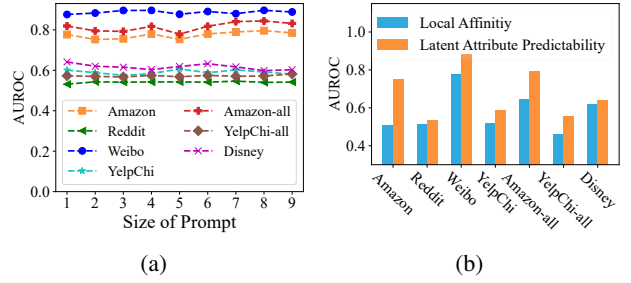 AUROC
0.8
0.6
0.4
0.2
0.0
Amazon
Reddit
Weibo
YelpChi
Amazon-all
YelpChi-all
Disney
1 2 3 4 5 6 7 8 9
Size of Prompt
(a)
Local Affinitiy
Latent Attribute Predictability
AUROC
1.0
0.8
0.6
0.4
Amazon
Reddit
Weibo
YelpChi
Amazon-all
YelpChi-all
Disney
(b)